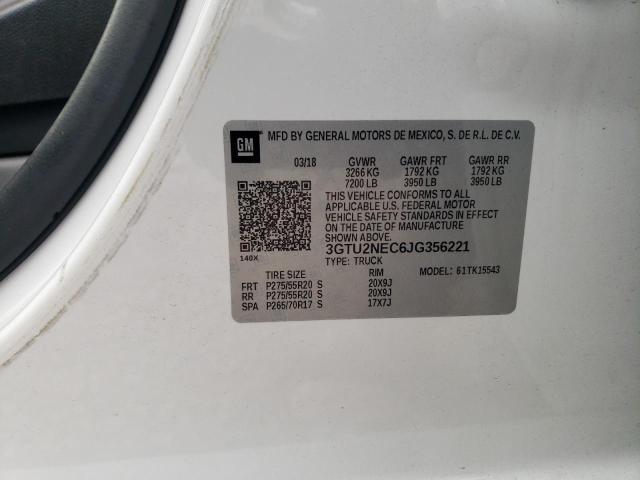 GM
MFD BY GENERAL MOTORS DE MEXICO, S. DE R.L. DE C.V.
03/18 GVWR GAWR FRT GAWR RR
3266 KG 1792 KG 1792 KG
7200 LB 3950 LB 3950 LB
THIS VEHICLE CONFORMS TO ALL
APPLICABLE U.S. FEDERAL MOTOR
VEHICLE SAFETY STANDARDS IN EFFECT
ON THE DATE OF MANUFACTURE
SHOWN ABOVE.
3GTU2NEC6JG356221
140X
TYPE: TRUCK
TIRE SIZE RIM MODEL: 61TK15543
FRT P275/55R20 S 20X9J
RR P275/55R20 S 20X9J
SPA P265/70R17 S 17X7J